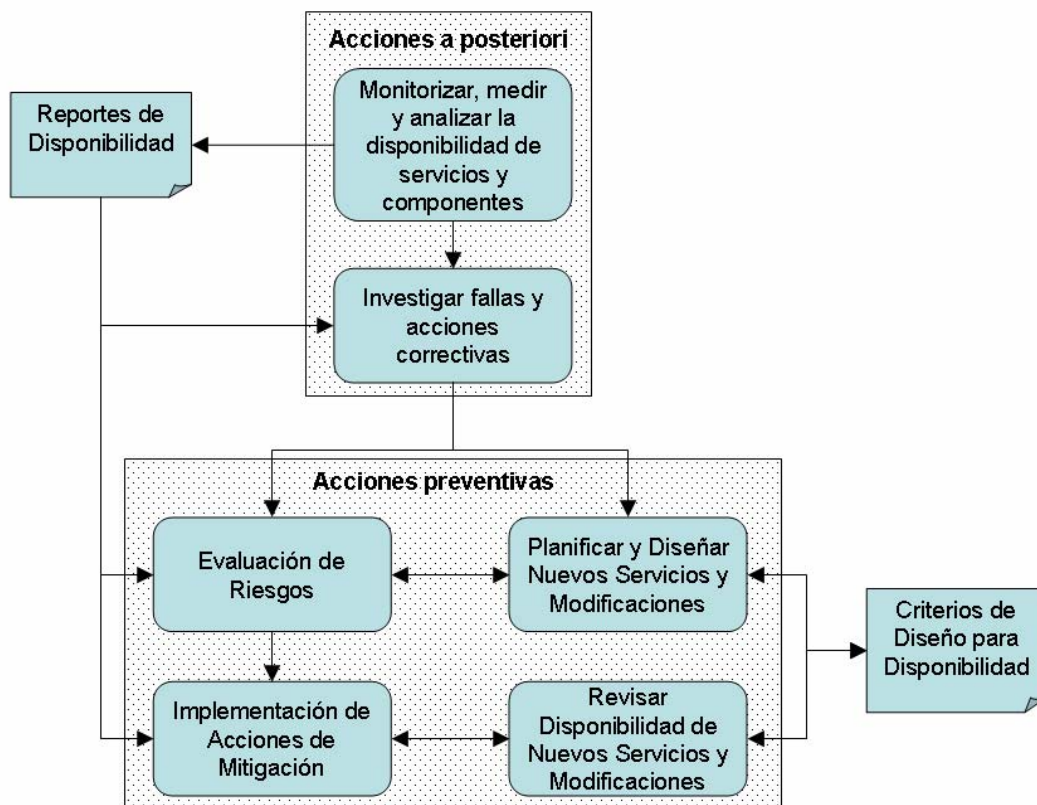 Acciones a posteriori
Monitorizar, medir
y analizar la
disponibilidad de
servicios y
componentes
Reportes de
Disponibilidad
Investigar fallas y
acciones
correctivas
Acciones preventivas
Evaluación de
Riesgos
Planificar y Diseñar
Nuevos Servicios y
Modificaciones
Criterios de
Diseño para
Disponibilidad
Implementación de
Acciones de
Mitigación
Revisar
Disponibilidad de
Nuevos Servicios y
Modificaciones